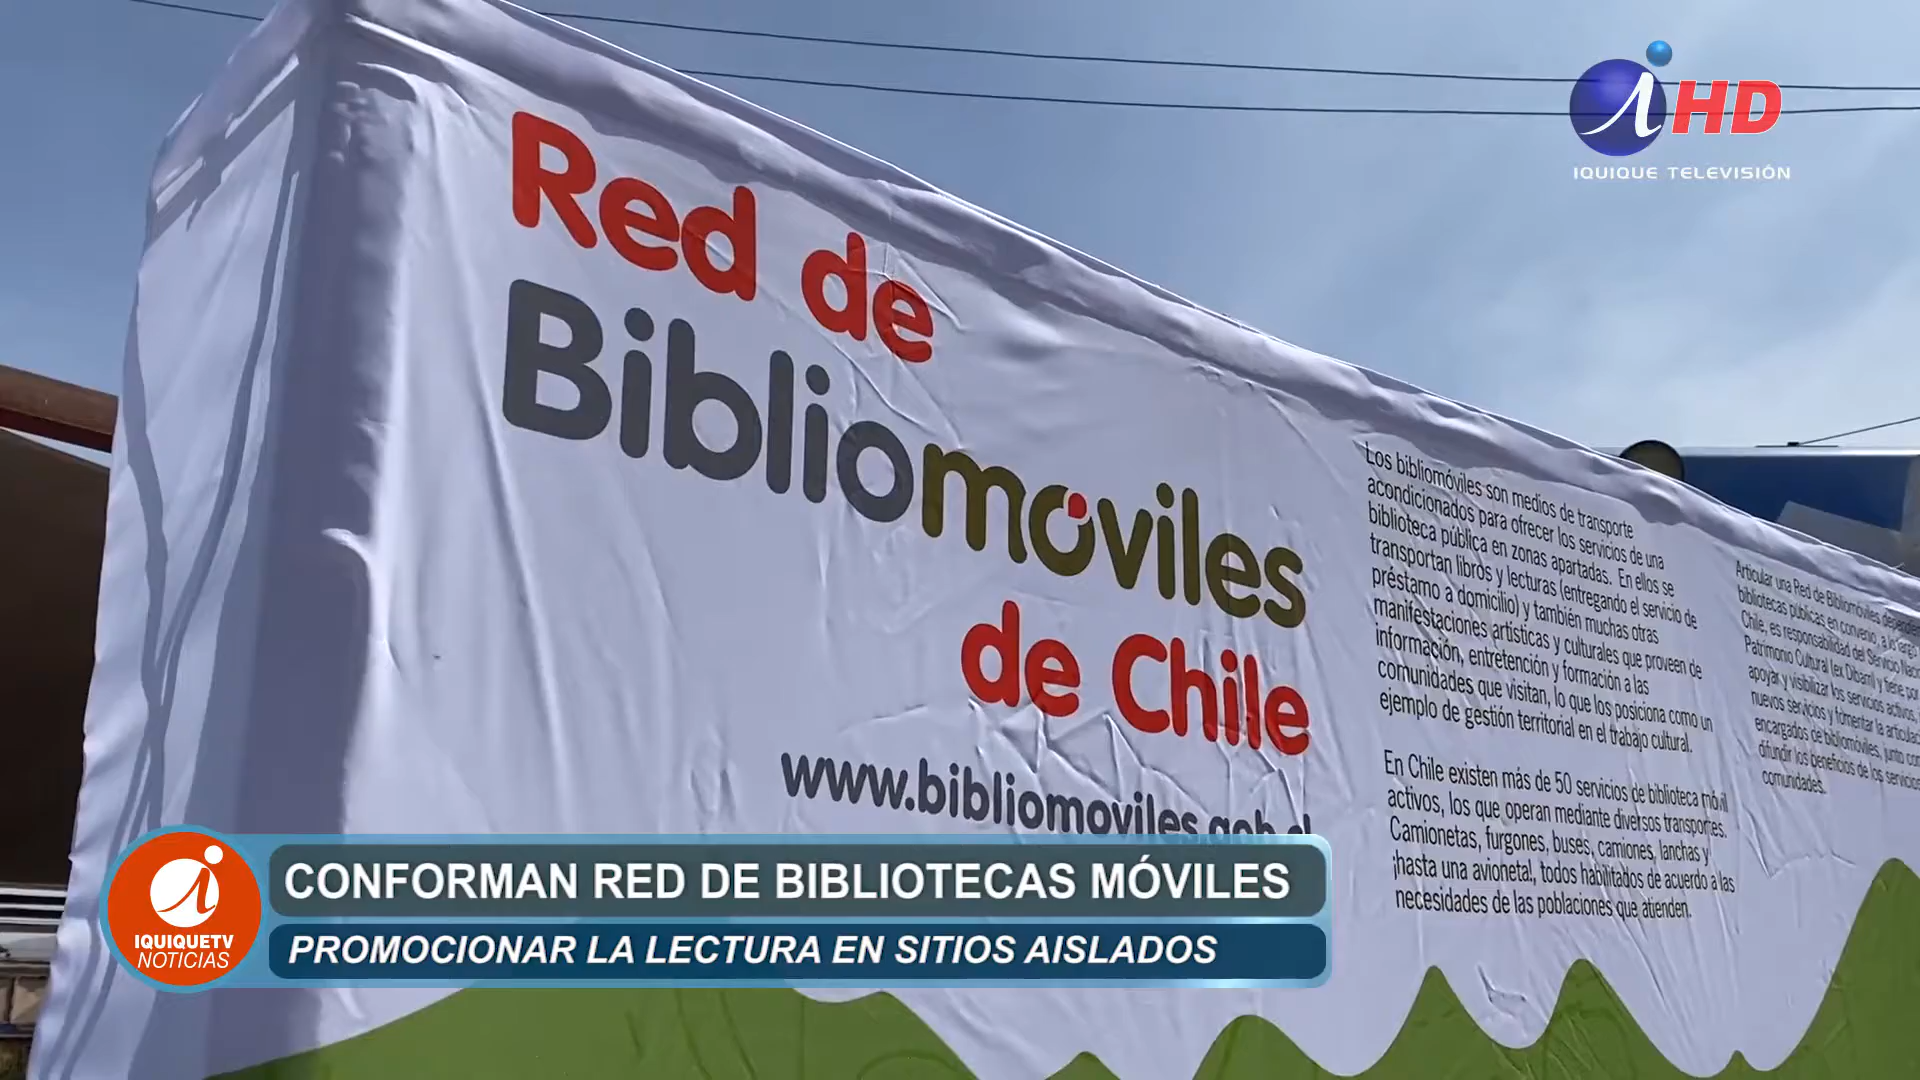 iHD
IQUIQUE TELEVISIÓN
Red de
Bibliomóviles
de Chile
www.bibliomoviles.gob.cl
Los bibliomóviles son medios de transporte
acondicionados para ofrecer los servicios de una
biblioteca pública en zonas apartadas. En ellos se
transportan libros y lecturas (entregando el servicio de
préstamo a domicilio) y también muchas otras
manifestaciones artísticas y culturales que proveen de
información, entretención y formación a las
comunidades que visitan, lo que los posiciona como un
ejemplo de gestión territorial en el trabajo cultural.
En Chile existen más de 50 servicios de biblioteca móvil
activos, los que operan mediante diversos transportes.
Camionetas, furgones, buses, camiones, lanchas y
¡hasta una avioneta!, todos habilitados de acuerdo a las
necesidades de las poblaciones que atienden.
Articular una Red de Bibliomóviles
bibliotecas públicas en convenio, a lo largo
Chile, es responsabilidad del Servicio
Patrimonio Cultural (ex Dibam) y tiene por
apoyar y visibilizar los servicios activos,
nuevos servicios y fomentar la
encargados de bibliomóviles, junto con
difundir los beneficios de los servicios
comunidades.
CONFORMAN RED DE BIBLIOTECAS MÓVILES
PROMOCIONAR LA LECTURA EN SITIOS AISLADOS
IQUIQUETV
NOTICIAS